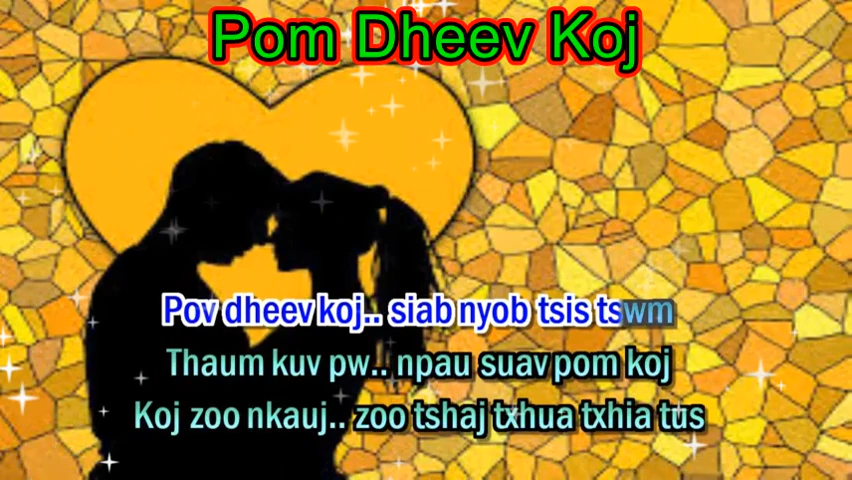 Pom Dheev Koj
Pov dheev koj.. siab nyob tsis tswm
Thaum kuv pw.. npau suav pom koj
Koj zoo nkauj.. zoo tshaj txhua txhia tus